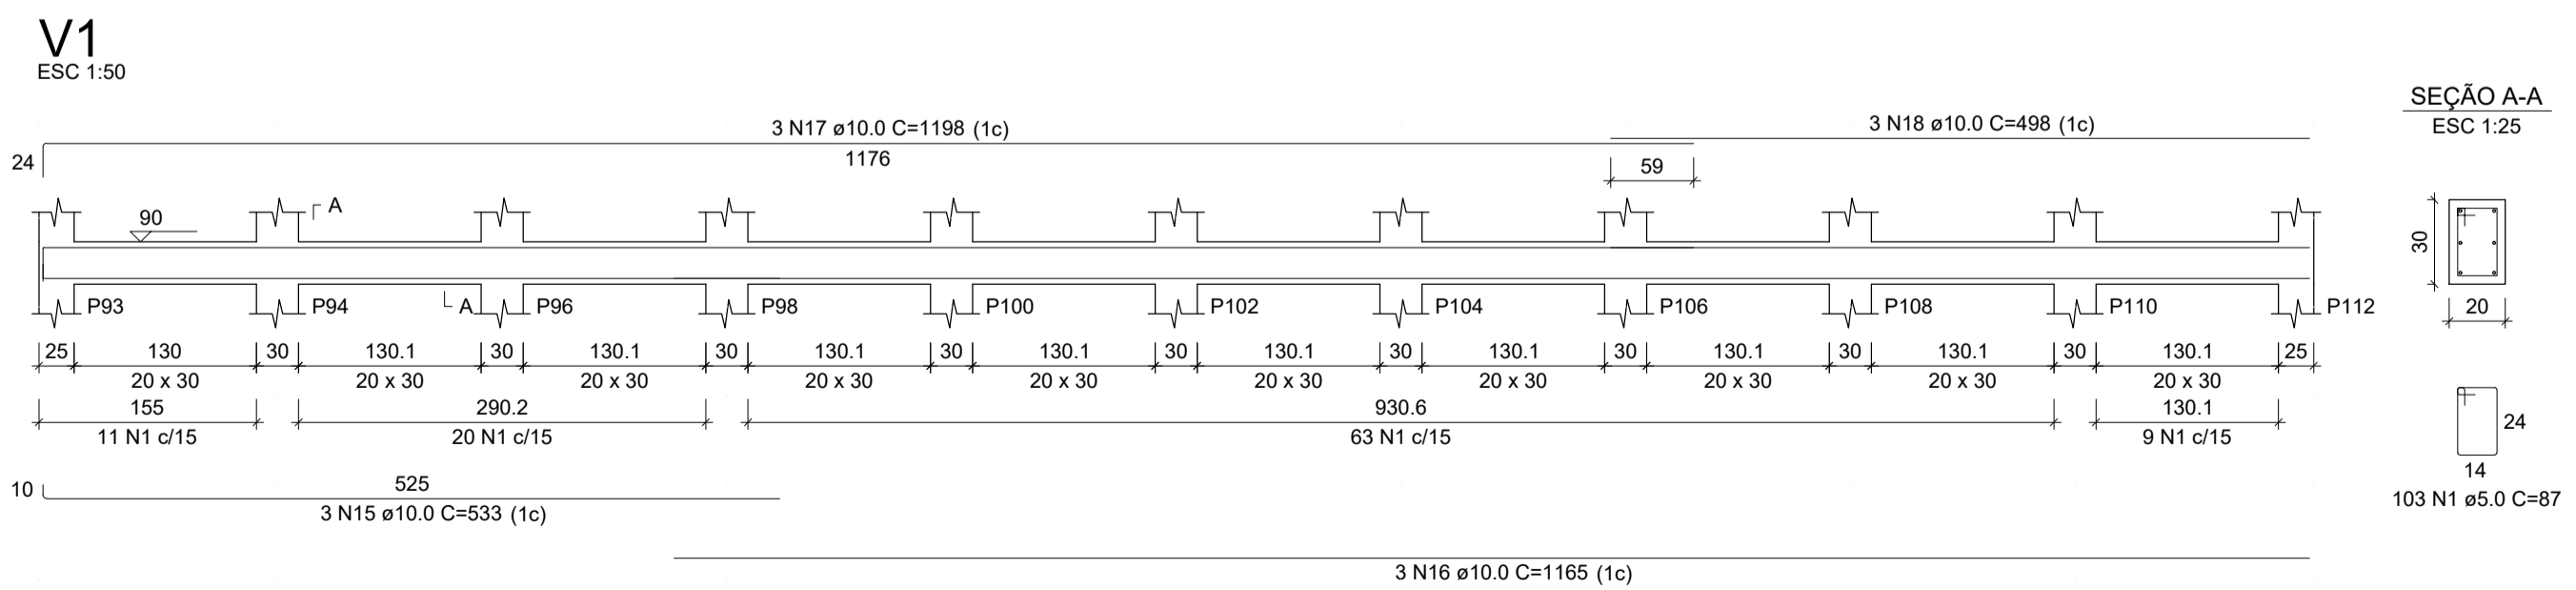 V1
ESC 1:50
3 N17 ø10.0 C=1198 (1c)
3 N18 ø10.0 C=498 (1c)
SEÇÃO A-A
ESC 1:25
24
1176
59
90
A
A
P93
P94
P96
P98
P100
P102
P104
P106
P108
P110
P112
30
20
25 130 30 130.1 30 130.1 30 130.1 30 130.1 30 130.1 30 130.1 30 130.1 30 130.1 30 130.1 25
20 x 30 20 x 30 20 x 30 20 x 30 20 x 30 20 x 30 20 x 30 20 x 30 20 x 30 20 x 30
155 290.2 930.6 130.1
11 N1 c/15 20 N1 c/15 63 N1 c/15 9 N1 c/15
24
14
103 N1 ø5.0 C=87
10
525
3 N15 ø10.0 C=533 (1c)
3 N16 ø10.0 C=1165 (1c)